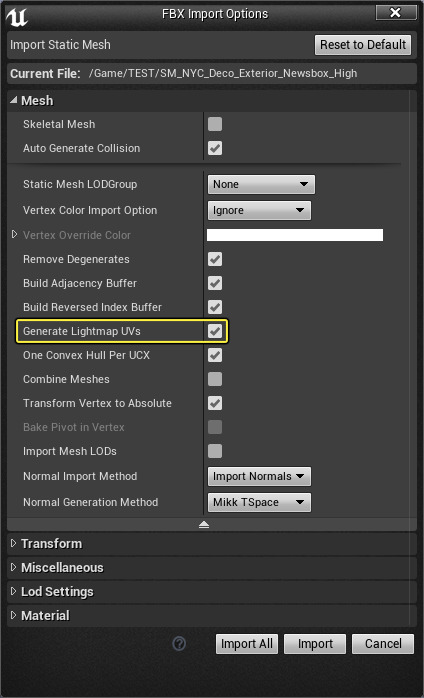 FBX Import Options
Import Static Mesh
Reset to Default
Current File: /Game/TEST/SM_NYC_Deco_Exterior_Newsbox_High
Mesh
Skeletal Mesh
Auto Generate Collision
Static Mesh LODGroup None
Vertex Color Import Option Ignore
Vertex Override Color
Remove Degenerates
Build Adjacency Buffer
Build Reversed Index Buffer
Generate Lightmap UVs
One Convex Hull Per UCX
Combine Meshes
Transform Vertex to Absolute
Bake Pivot in Vertex
Import Mesh LODs
Normal Import Method Import Normals
Normal Generation Method Mikk TSpace
Transform
Miscellaneous
Lod Settings
Material
? Import All Import Cancel